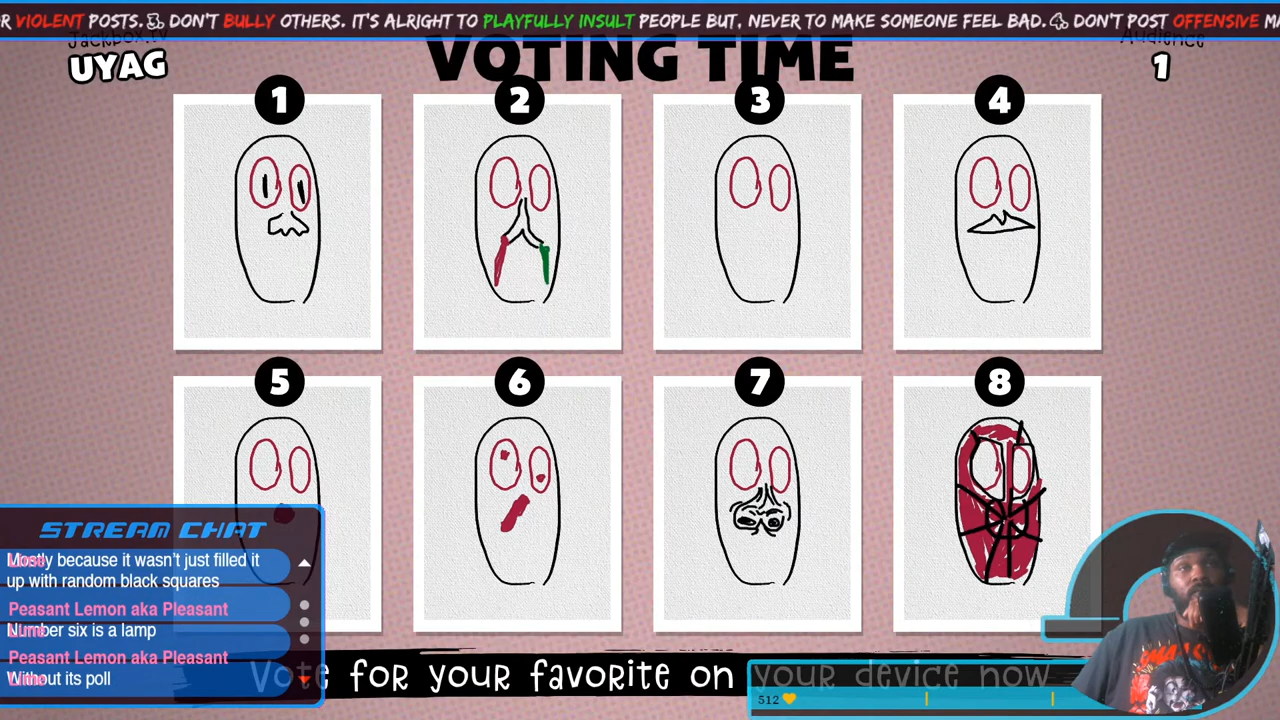 R VIOLENT POSTS. 3. DON'T BULLY OTHERS. IT'S ALRIGHT TO PLAYFULLY INSULT PEOPLE BUT, NEVER TO MAKE SOMEONE FEEL BAD. 4. DON'T POST OFFENSIVE MA
Jackbox.tv
UYAG
VOTING TIME
Audience
1
1
2
3
4
5
6
7
8
STREAM CHAT
Mostly because it wasn't just filled it
up with random black squares
Peasant Lemon aka Pleasant
Number six is a lamp
Peasant Lemon aka Pleasant
Without its poll
Vote for your favorite on your device now
512